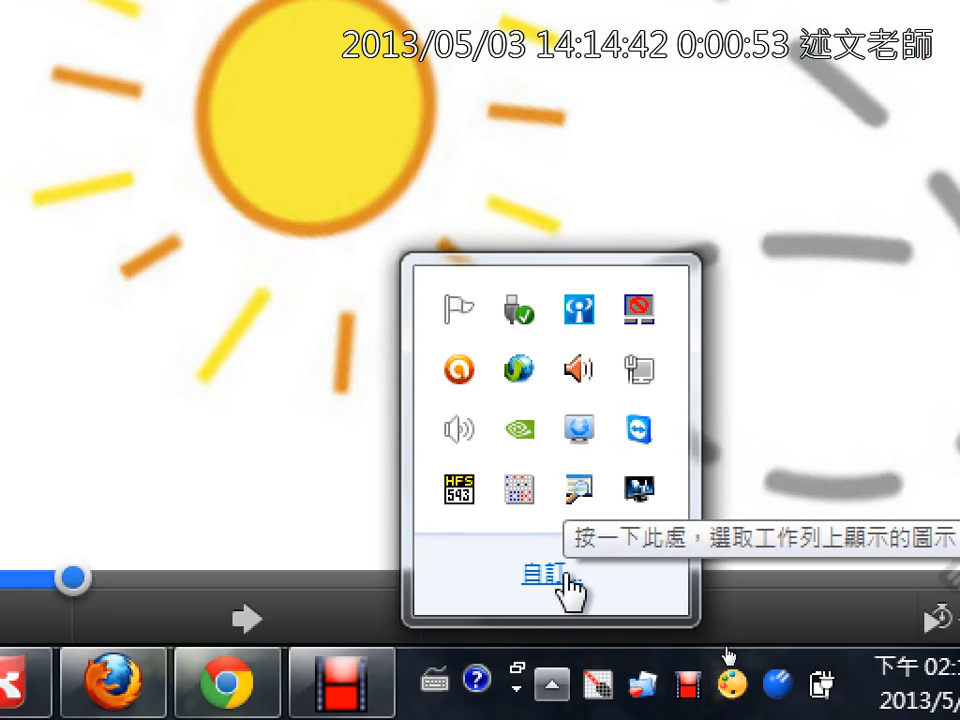 2013/05/03 14:14:42 0:00:53 述文老師
HFS
543
按一下此處，選取工作列上顯示的圖示
自訂...
下午 02:
2013/5/